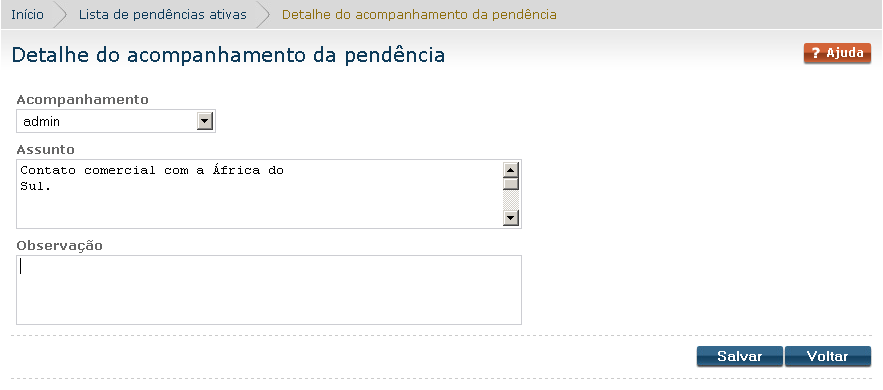 Início Lista de pendências ativas Detalhe do acompanhamento da pendência
Detalhe do acompanhamento da pendência
? Ajuda
Acompanhamento
admin
Assunto
Contato comercial com a África do
Sul.
Observação
Salvar Voltar